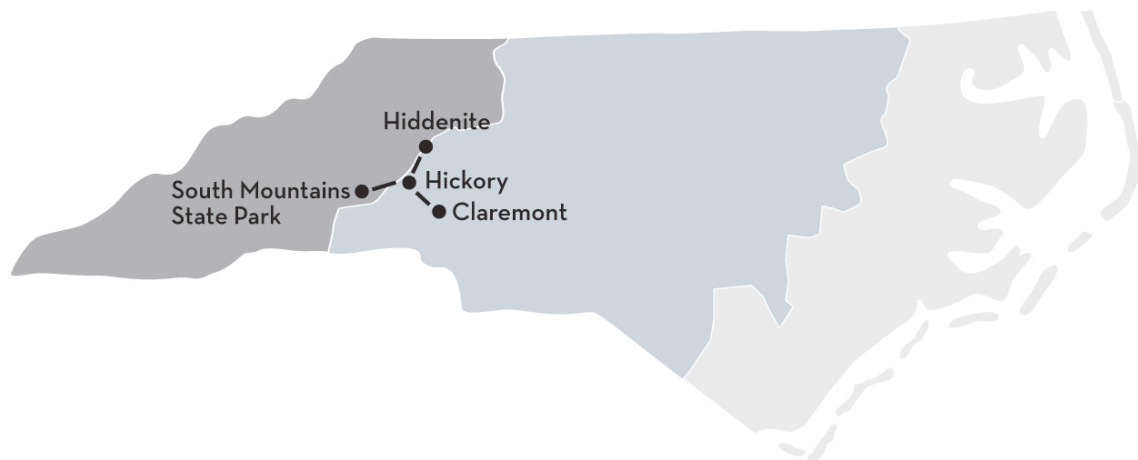 Hiddenite
Hickory
South Mountains
State Park
Claremont